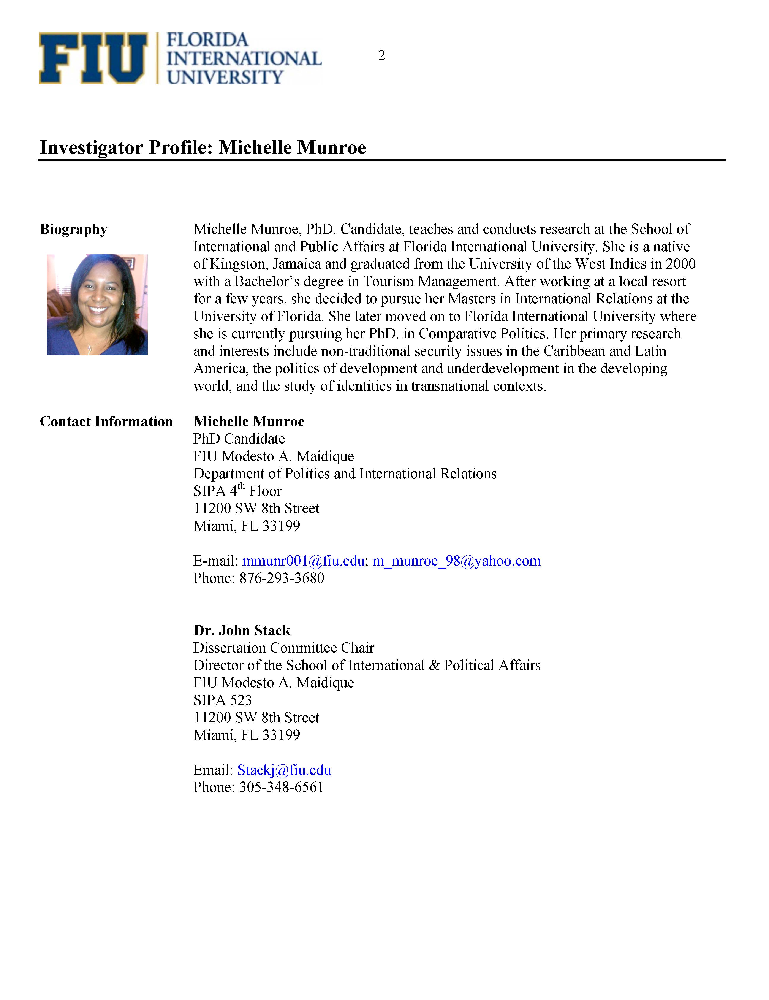 FIU
FLORIDA
INTERNATIONAL
UNIVERSITY
2
Investigator Profile: Michelle Munroe
Biography
Michelle Munroe, PhD. Candidate, teaches and conducts research at the School of
International and Public Affairs at Florida International University. She is a native
of Kingston, Jamaica and graduated from the University of the West Indies in 2000
with a Bachelor’s degree in Tourism Management. After working at a local resort
for a few years, she decided to pursue her Masters in International Relations at the
University of Florida. She later moved on to Florida International University where
she is currently pursuing her PhD. in Comparative Politics. Her primary research
and interests include non-traditional security issues in the Caribbean and Latin
America, the politics of development and underdevelopment in the developing
world, and the study of identities in transnational contexts.
Contact Information
Michelle Munroe
PhD Candidate
FIU Modesto A. Maidique
Department of Politics and International Relations
SIPA 4th Floor
11200 SW 8th Street
Miami, FL 33199
E-mail: mmunr001@fiu.edu; m_munroe_98@yahoo.com
Phone: 876-293-3680
Dr. John Stack
Dissertation Committee Chair
Director of the School of International & Political Affairs
FIU Modesto A. Maidique
SIPA 523
11200 SW 8th Street
Miami, FL 33199
Email: Stackj@fiu.edu
Phone: 305-348-6561